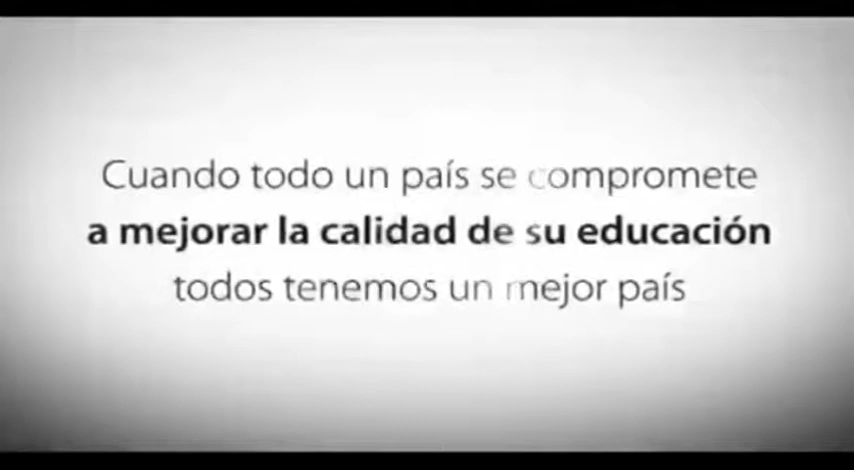 Cuando todo un país se compromete
a mejorar la calidad de su educación
todos tenemos un mejor país